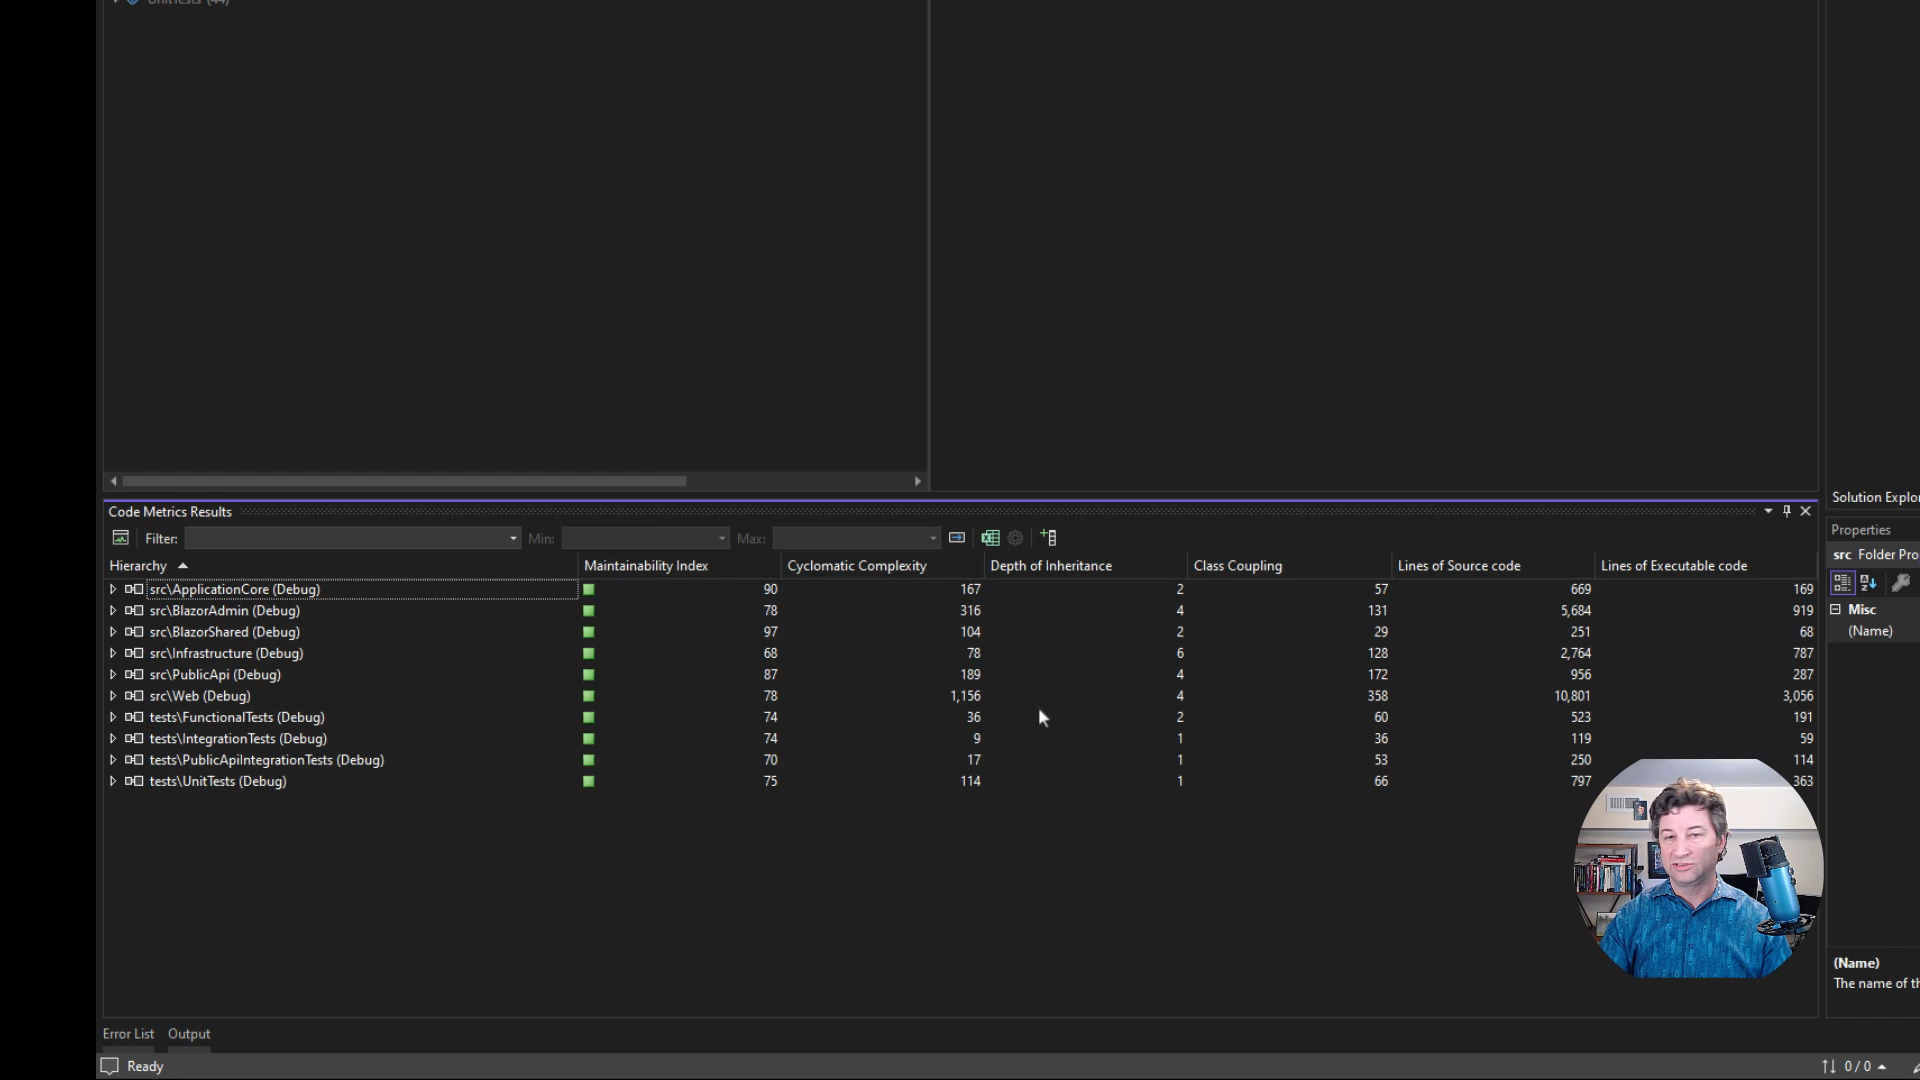 UnitTests (44)
Code Metrics Results
Filter: Min: Max:
Hierarchy Maintainability Index Cyclomatic Complexity Depth of Inheritance Class Coupling Lines of Source code Lines of Executable code
src\ApplicationCore (Debug) 90 167 2 57 669 169
src\BlazorAdmin (Debug) 78 316 4 131 5,684 919
src\BlazorShared (Debug) 97 104 2 29 251 68
src\Infrastructure (Debug) 68 78 6 128 2,764 787
src\PublicApi (Debug) 87 189 4 172 956 287
src\Web (Debug) 78 1,156 4 358 10,801 3,056
tests\FunctionalTests (Debug) 74 36 2 60 523 191
tests\IntegrationTests (Debug) 74 9 1 36 119 59
tests\PublicApiIntegrationTests (Debug) 70 17 1 53 250 114
tests\UnitTests (Debug) 75 114 1 66 797 363
Solution Explo
Properties
src Folder Pro
Misc
(Name)
(Name)
The name of th
Error List Output
Ready
0 / 0